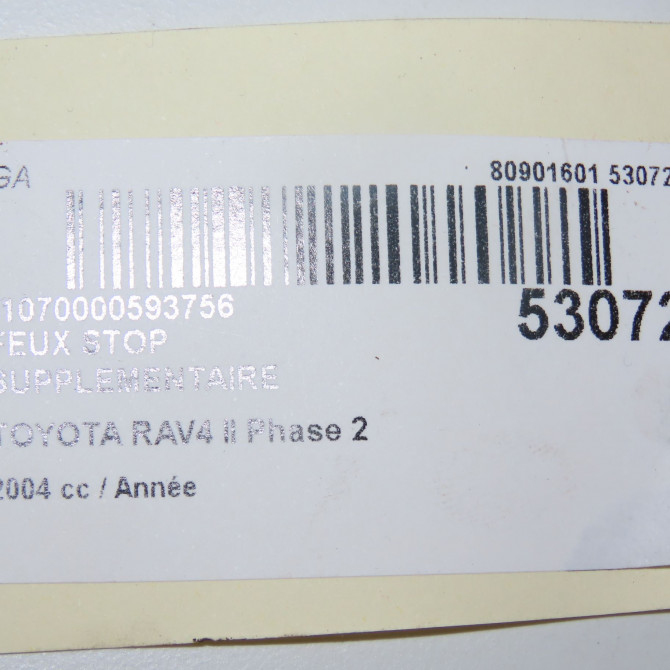 GA
80901601 53072
1070000593756
53072
FEUX STOP
SUPPLEMENTAIRE
TOYOTA RAV4 II Phase 2
2004 cc / Année